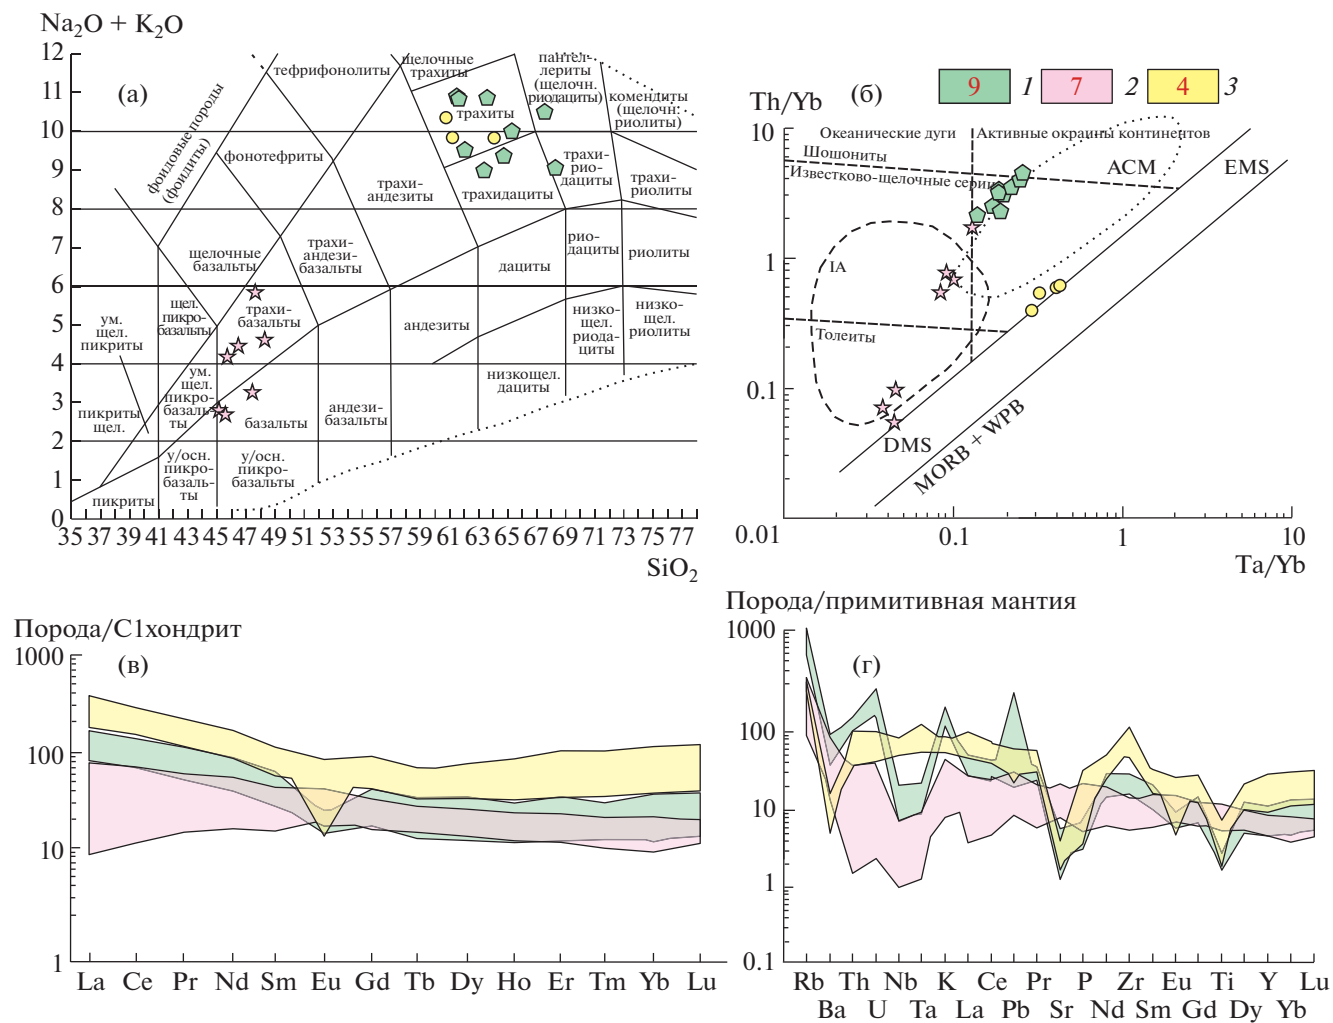 Na₂O + K₂O
12
11
10
9
8
7
6
5
4
3
2
1
0
35 37 39 41 43 45 47 49 51 53 55 57 59 61 63 65 67 69 71 73 75 77
SiO₂
(а)
тефрифонолиты
щелочные
трахиты
пантел-
лериты
(щелочн.
риодациты)
комендиты
(щелочн.
риолиты)
фоидовые породы
(фоидиты)
трахиты
фонотефриты
трахи-
андезиты
трахидациты
трахи-
рио-
дациты
трахи-
риолиты
щелочные
базальты
трахи-
андези-
базальты
дациты
рио-
дациты
риолиты
ум.
щел.
пикриты
щел.
пикро-
базальты
трахи-
базальты
андезиты
низко-
щел.
риода-
циты
низко-
щел.
риолиты
пикриты
щел.
ум.
щел.
пикро-
базаль-
ты
базальты
андези-
базальты
низкощел.
дациты
пикриты
у/осн.
пикро-
базаль-
ты
у/осн.
пикро-
базальты
(б)
9 1 7 2 4 3
Th/Yb
10
1
0.1
0.01 0.1 1 10
Ta/Yb
Океанические дуги
Активные окраины континентов
Шошониты
Известково-щелочные серии
ACM
EMS
IA
Толеиты
DMS
MORB + WPB
Порода/C1хондрит
(в)
1000
100
10
1
La Ce Pr Nd Sm Eu Gd Tb Dy Ho Er Tm Yb Lu
Порода/примитивная мантия
(г)
1000
100
10
1
0.1
Rb Th Nb K Ce Pr P Zr Eu Ti Y Lu
Ba U Ta La Pb Sr Nd Sm Gd Dy Yb